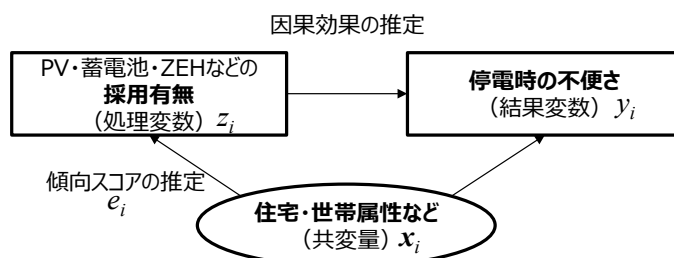 因果効果の推定
PV・蓄電池・ZEHなどの
採用有無
（処理変数） z_i
停電時の不便さ
（結果変数） y_i
傾向スコアの推定
e_i
住宅・世帯属性など
（共変量） x_i